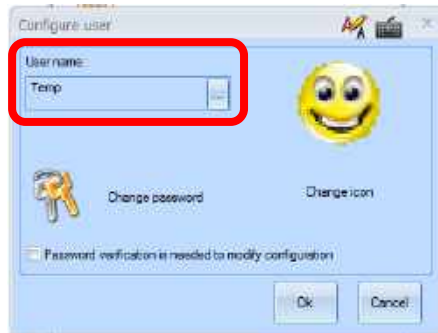 Configure user
User name
Temp
...
Change password
Change icon
Password verification is needed to modify configuration
Ok
Cancel